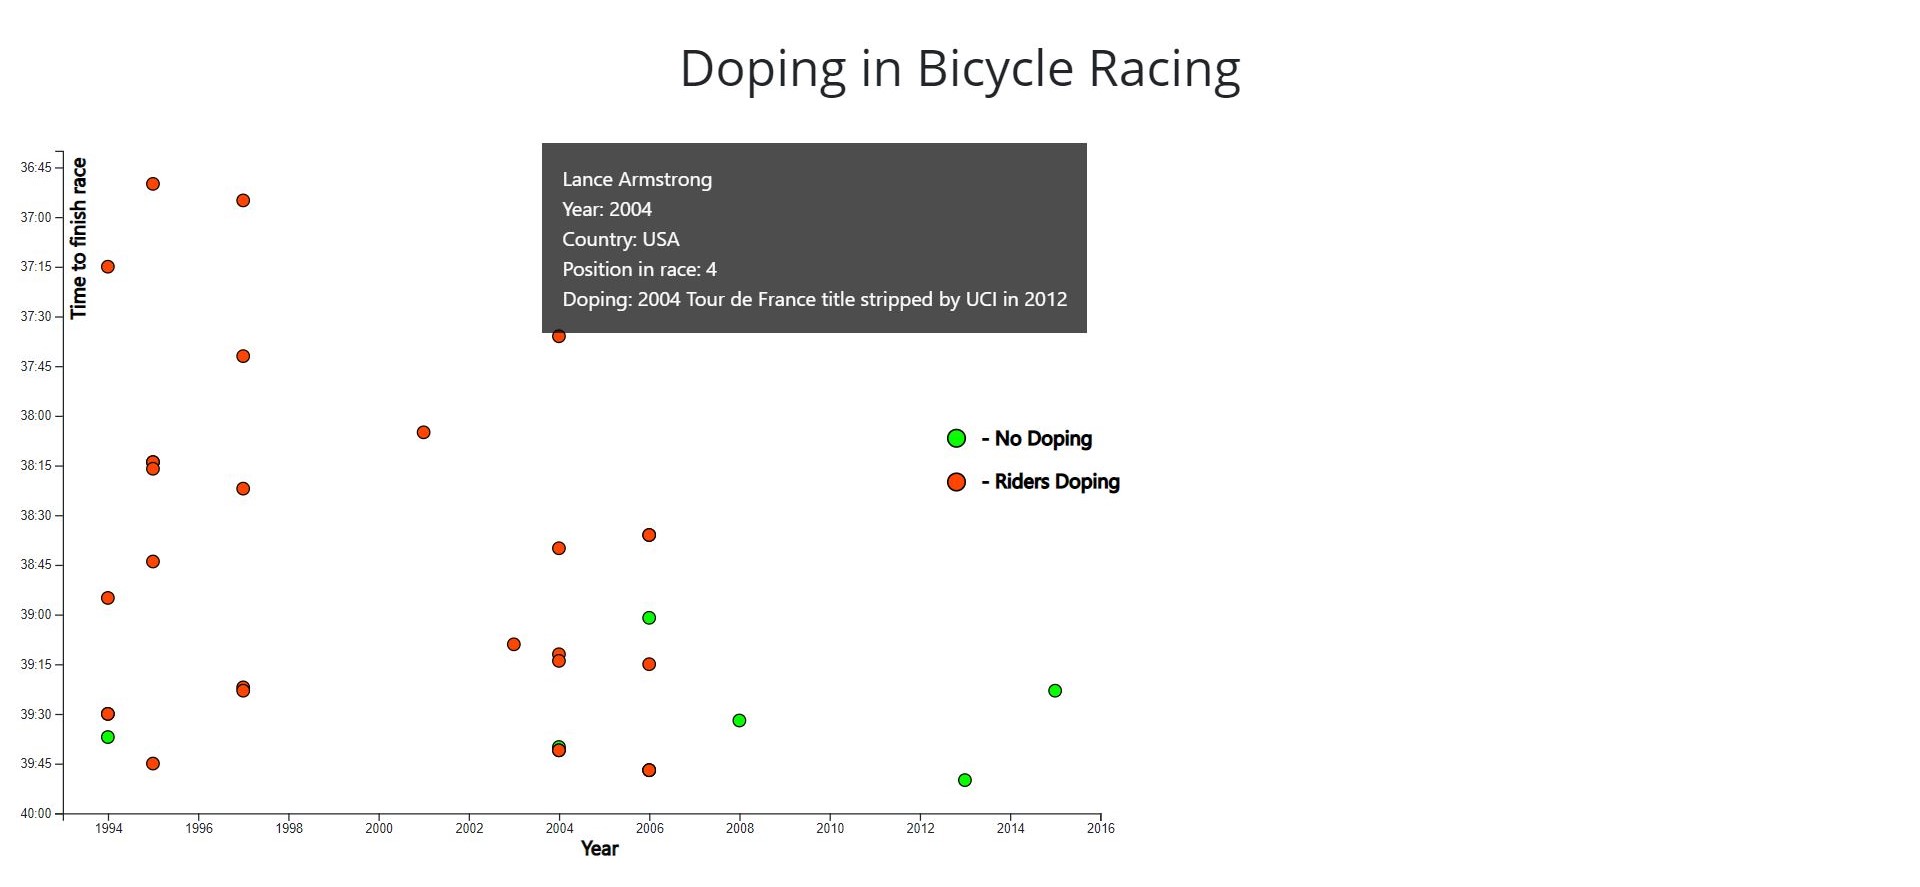 Doping in Bicycle Racing
Lance Armstrong
Year: 2004
Country: USA
Position in race: 4
Doping: 2004 Tour de France title stripped by UCI in 2012
Time to finish race
36:45
37:00
37:15
37:30
37:45
38:00
38:15
38:30
38:45
39:00
39:15
39:30
39:45
40:00
- No Doping
- Riders Doping
1994 1996 1998 2000 2002 2004 2006 2008 2010 2012 2014 2016
Year